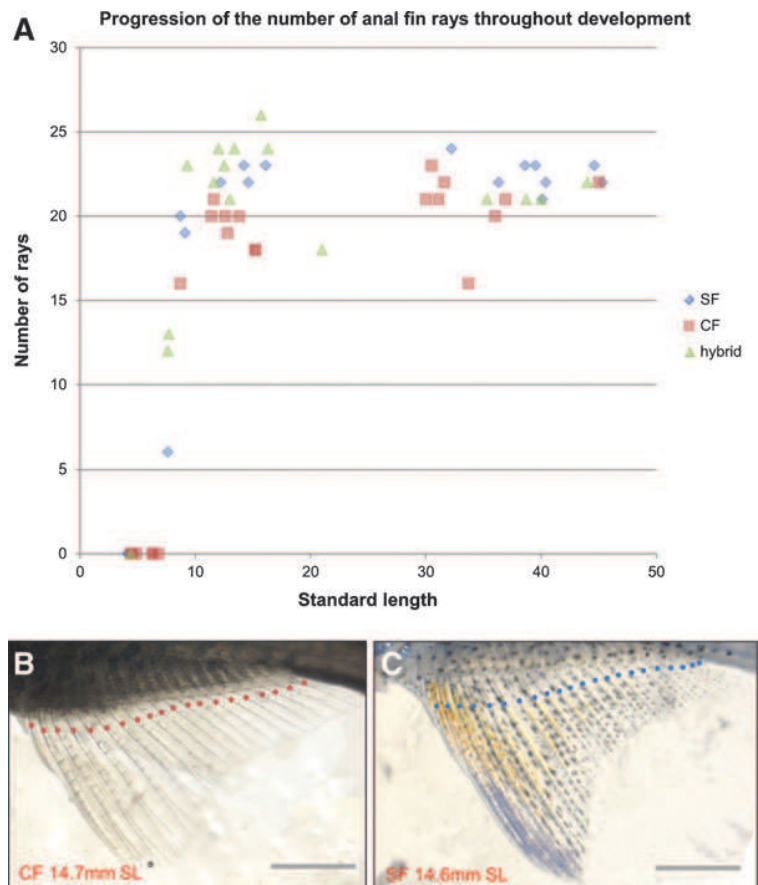 A
Progression of the number of anal fin rays throughout development
30
25
20
15
10
5
0
Number of rays
0 10 20 30 40 50
Standard length
SF
CF
hybrid
B
CF 14.7mm SL
C
SF 14.6mm SL